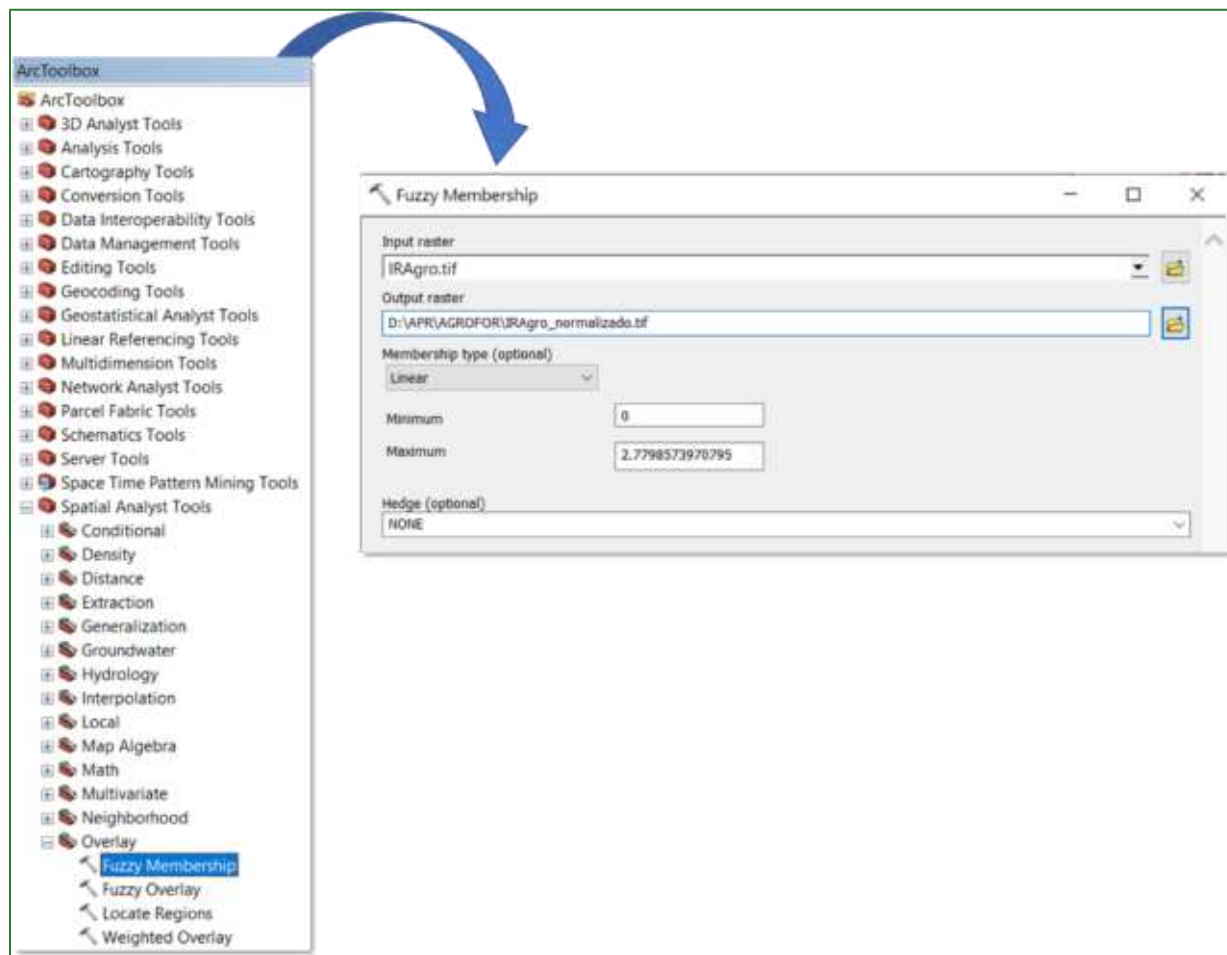 ArcToolbox
ArcToolbox
3D Analyst Tools
Analysis Tools
Cartography Tools
Conversion Tools
Data Interoperability Tools
Data Management Tools
Editing Tools
Geocoding Tools
Geostatistical Analyst Tools
Linear Referencing Tools
Multidimension Tools
Network Analyst Tools
Parcel Fabric Tools
Schematics Tools
Server Tools
Space Time Pattern Mining Tools
Spatial Analyst Tools
Conditional
Density
Distance
Extraction
Generalization
Groundwater
Hydrology
Interpolation
Local
Map Algebra
Math
Multivariate
Neighborhood
Overlay
Fuzzy Membership
Fuzzy Overlay
Locate Regions
Weighted Overlay
Fuzzy Membership
Input raster
IRAgro.tif
Output raster
D:\APR\AGROFOR\IRAgro_normalizado.tif
Membership type (optional)
Linear
Minimum
0
Maximum
2.7798573970795
Hedge (optional)
NONE